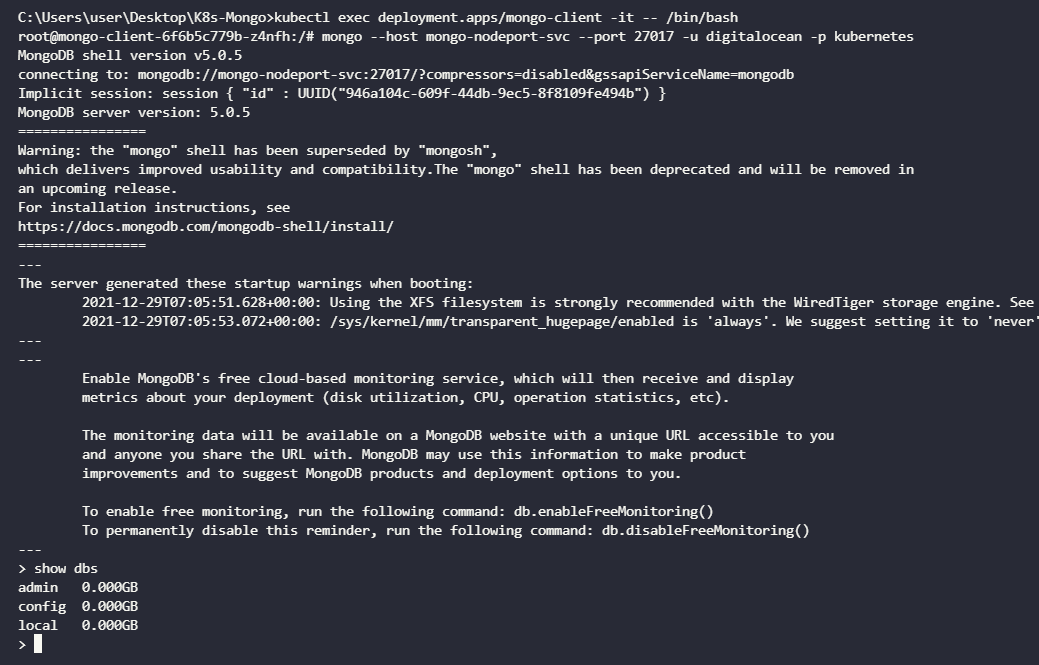 C:\Users\user\Desktop\K8s-Mongo>kubectl exec deployment.apps/mongo-client -it -- /bin/bash
root@mongo-client-6f6b5c779b-z4nfh:/# mongo --host mongo-nodeport-svc --port 27017 -u digitalocean -p kubernetes
MongoDB shell version v5.0.5
connecting to: mongodb://mongo-nodeport-svc:27017/?compressors=disabled&gssapiServiceName=mongodb
Implicit session: session { "id" : UUID("946a104c-609f-44db-9ec5-8f8109fe494b") }
MongoDB server version: 5.0.5
================
Warning: the "mongo" shell has been superseded by "mongosh",
which delivers improved usability and compatibility.The "mongo" shell has been deprecated and will be removed in
an upcoming release.
For installation instructions, see
https://docs.mongodb.com/mongodb-shell/install/
================
---
The server generated these startup warnings when booting:
        2021-12-29T07:05:51.628+00:00: Using the XFS filesystem is strongly recommended with the WiredTiger storage engine. See
        2021-12-29T07:05:53.072+00:00: /sys/kernel/mm/transparent_hugepage/enabled is 'always'. We suggest setting it to 'never'
---
---
        Enable MongoDB's free cloud-based monitoring service, which will then receive and display
        metrics about your deployment (disk utilization, CPU, operation statistics, etc).

        The monitoring data will be available on a MongoDB website with a unique URL accessible to you
        and anyone you share the URL with. MongoDB may use this information to make product
        improvements and to suggest MongoDB products and deployment options to you.

        To enable free monitoring, run the following command: db.enableFreeMonitoring()
        To permanently disable this reminder, run the following command: db.disableFreeMonitoring()
---
> show dbs
admin   0.000GB
config  0.000GB
local   0.000GB
>